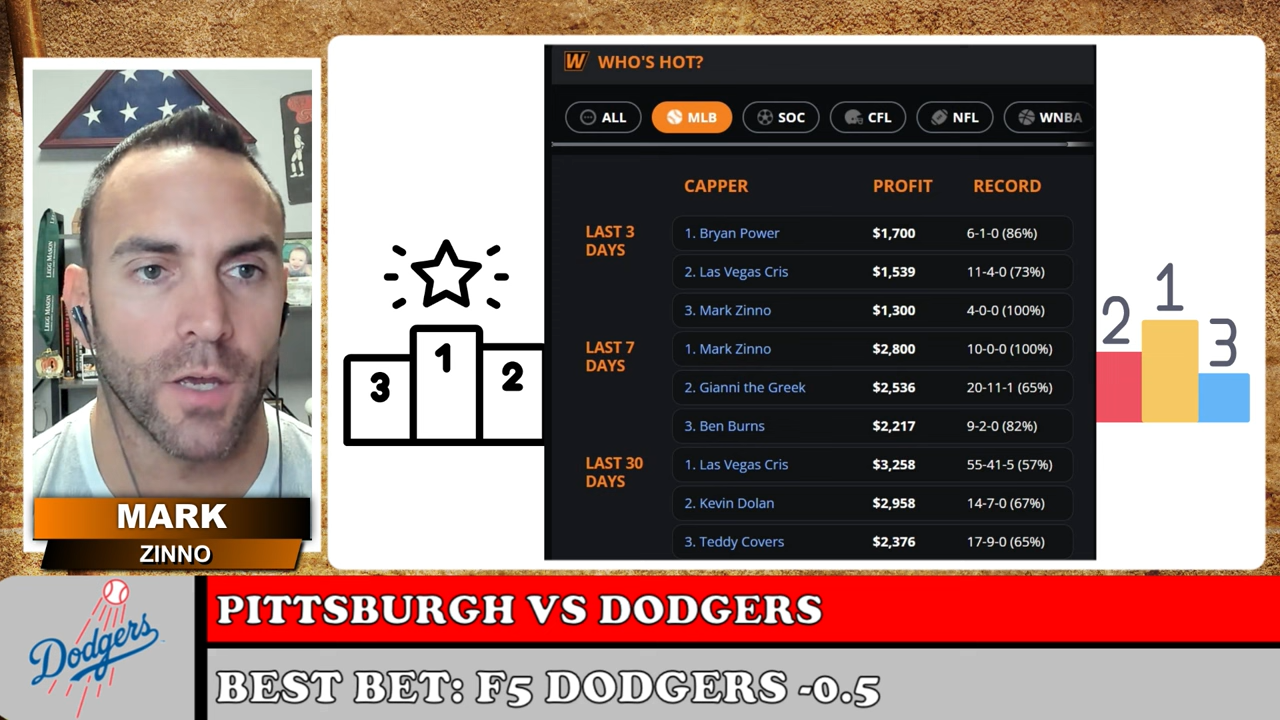 W WHO'S HOT?
ALL MLB SOC CFL NFL WNBA
CAPPER PROFIT RECORD
LAST 3 DAYS
1. Bryan Power $1,700 6-1-0 (86%)
2. Las Vegas Cris $1,539 11-4-0 (73%)
3. Mark Zinno $1,300 4-0-0 (100%)
LAST 7 DAYS
1. Mark Zinno $2,800 10-0-0 (100%)
2. Gianni the Greek $2,536 20-11-1 (65%)
3. Ben Burns $2,217 9-2-0 (82%)
LAST 30 DAYS
1. Las Vegas Cris $3,258 55-41-5 (57%)
2. Kevin Dolan $2,958 14-7-0 (67%)
3. Teddy Covers $2,376 17-9-0 (65%)
3 1 2
2 1 3
LEGG MASON
LEGG MASON
MARK
ZINNO
Dodgers
PITTSBURGH VS DODGERS
BEST BET: F5 DODGERS -0.5